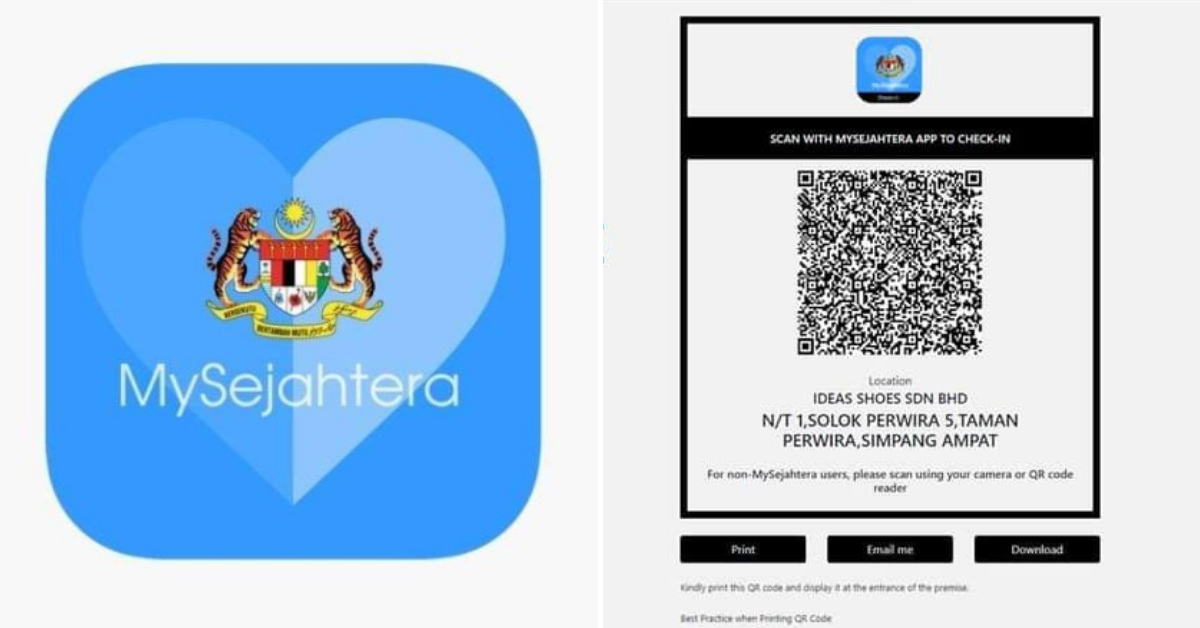 BERSEKUTU
BERTAMBAH MUTU
MySejahtera
SCAN WITH MYSEJAHTERA APP TO CHECK-IN
Location
IDEAS SHOES SDN BHD
N/T 1,SOLOK PERWIRA 5,TAMAN
PERWIRA,SIMPANG AMPAT
For non-MySejahtera users, please scan using your camera or QR code
reader
Print
Email me
Download
Kindly print this QR code and display it at the entrance of the premise.
Best Practice when Printing QR Code